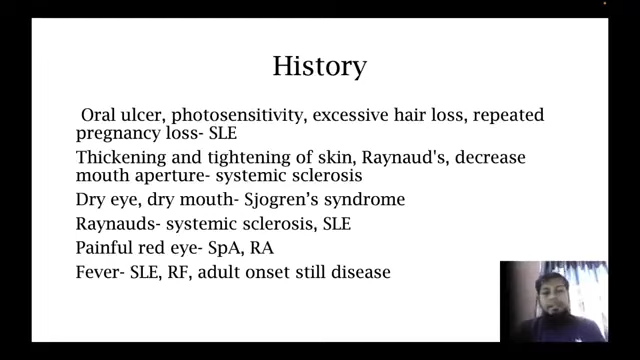 History
Oral ulcer, photosensitivity, excessive hair loss, repeated
pregnancy loss- SLE
Thickening and tightening of skin, Raynaud's, decrease
mouth aperture- systemic sclerosis
Dry eye, dry mouth- Sjogren's syndrome
Raynauds- systemic sclerosis, SLE
Painful red eye- SpA, RA
Fever- SLE, RF, adult onset still disease